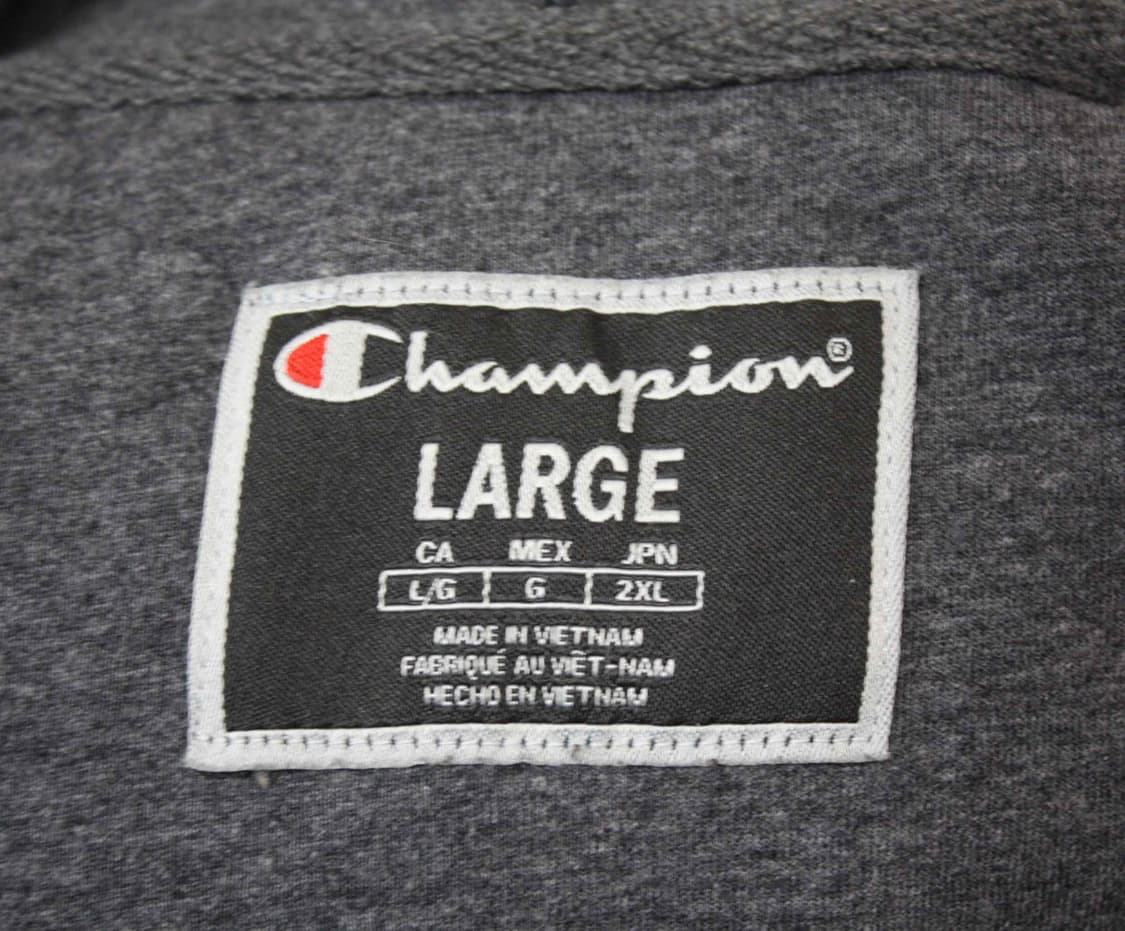 Champion®
LARGE
CA MEX JPN
L/G G 2XL
MADE IN VIETNAM
FABRIQUÉ AU VIÊT-NAM
HECHO EN VIETNAM